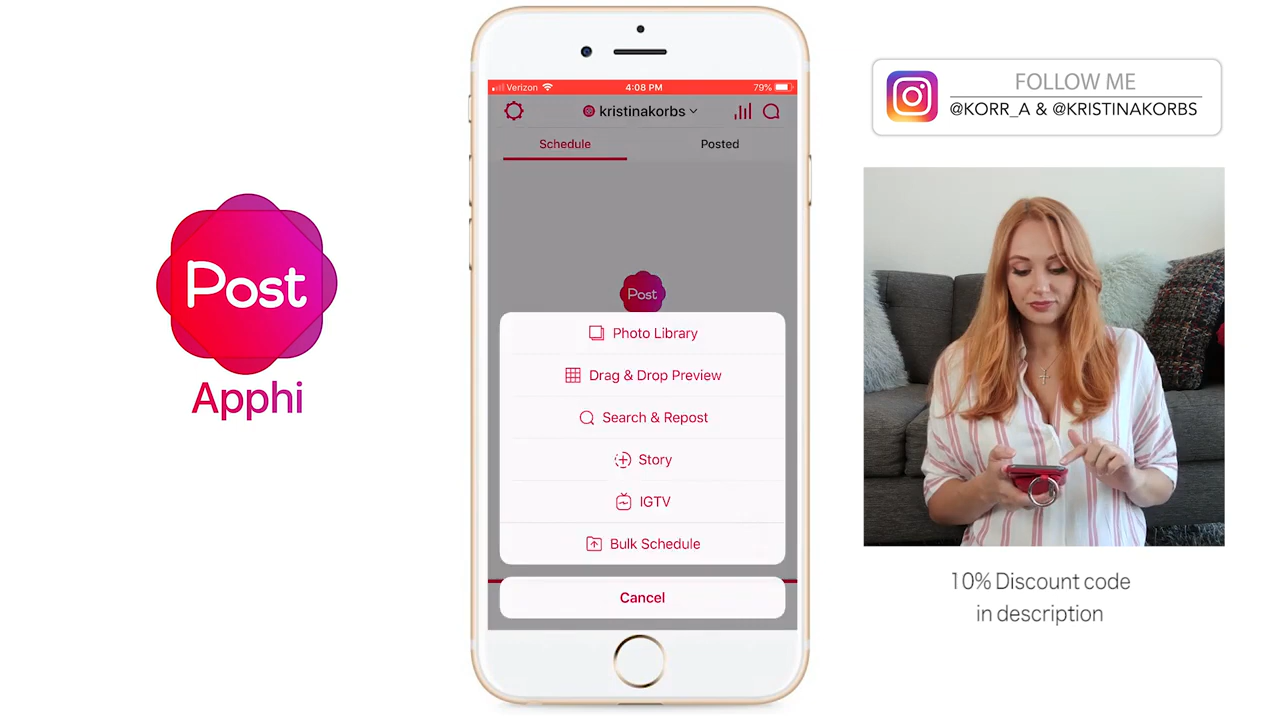 Post
Apphi
Verizon
4:08 PM
79%
kristinakorbs
Schedule
Posted
Post
Photo Library
Drag & Drop Preview
Search & Repost
Story
IGTV
Bulk Schedule
Cancel
FOLLOW ME
@KORR_A & @KRISTINAKORBS
10% Discount code
in description